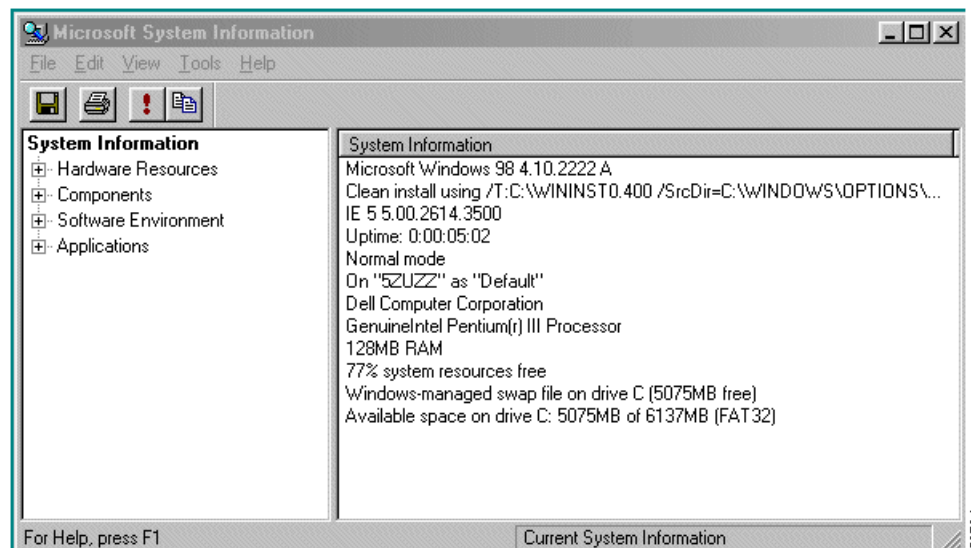 Microsoft System Information
File Edit View Tools Help
System Information
Hardware Resources
Components
Software Environment
Applications
System Information
Microsoft Windows 98 4.10.2222 A
Clean install using /T:C:\WININST0.400 /SrcDir=C:\WINDOWS\OPTIONS\...
IE 5 5.00.2614.3500
Uptime: 0:00:05:02
Normal mode
On "5ZUZZ" as "Default"
Dell Computer Corporation
GenuineIntel Pentium(r) III Processor
128MB RAM
77% system resources free
Windows-managed swap file on drive C (5075MB free)
Available space on drive C: 5075MB of 6137MB (FAT32)
For Help, press F1
Current System Information